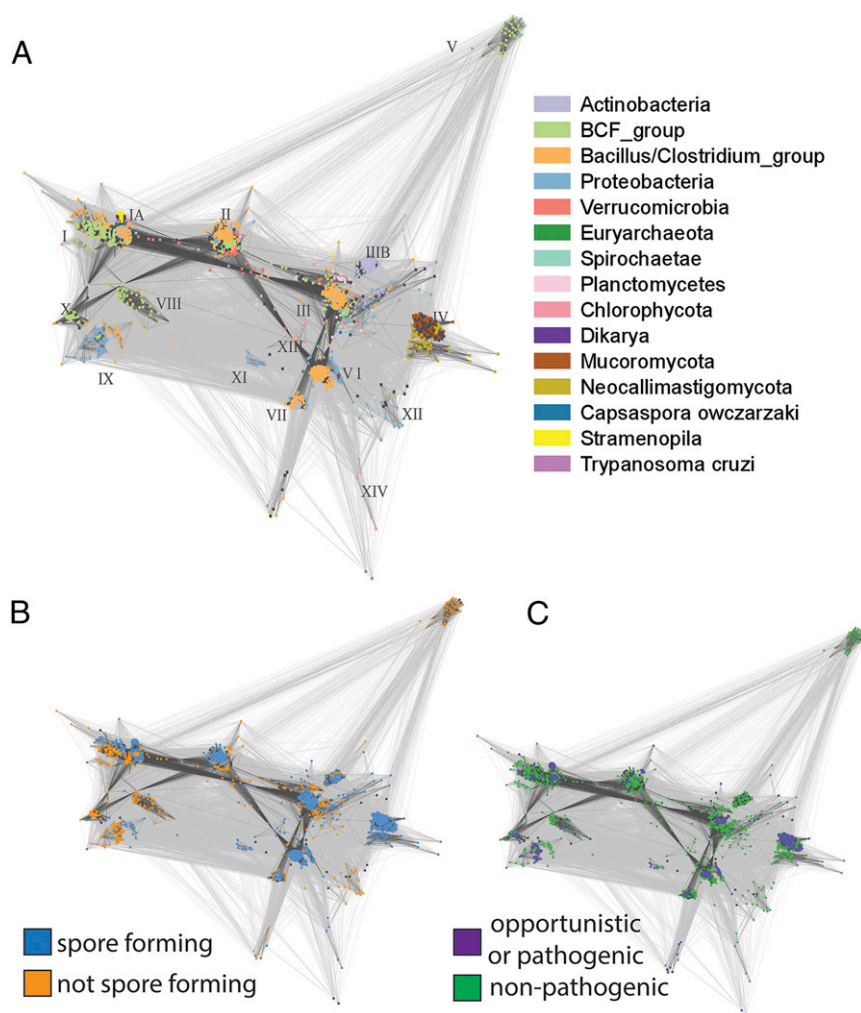 A
V
IA
II
I
IIIB
III
X
VIII
IV
XIII
IX
XI
V I
VII
XII
XIV
Actinobacteria
BCF_group
Bacillus/Clostridium_group
Proteobacteria
Verrucomicrobia
Euryarchaeota
Spirochaetae
Planctomycetes
Chlorophycota
Dikarya
Mucoromycota
Neocallimastigomycota
Capsaspora owczarzaki
Stramenopila
Trypanosoma cruzi
B
spore forming
not spore forming
C
opportunistic
or pathogenic
non-pathogenic